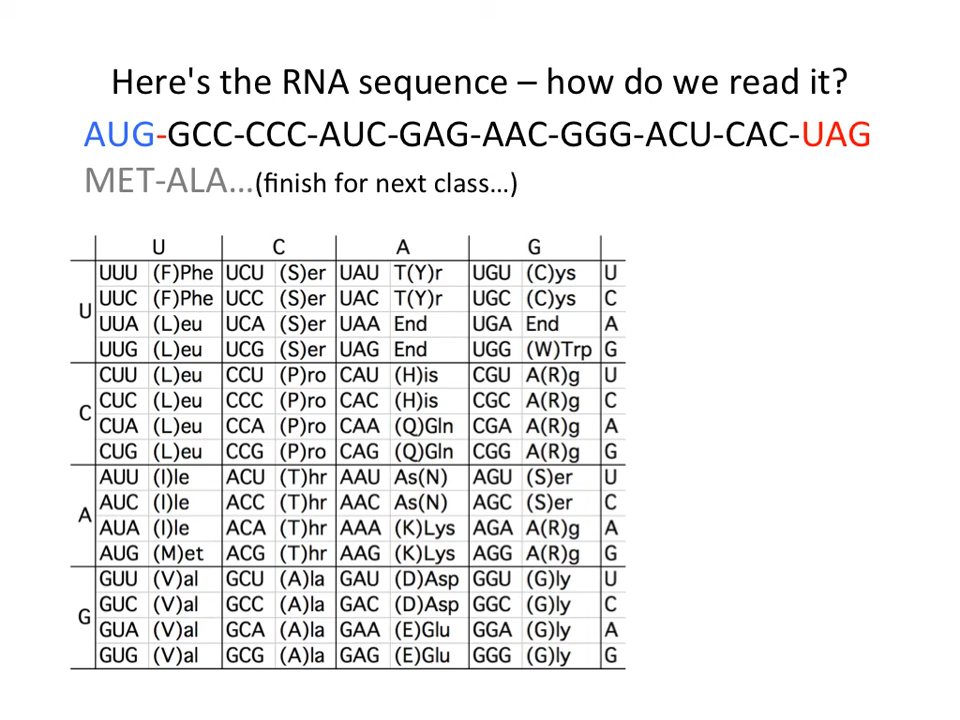 Here's the RNA sequence – how do we read it?
AUG-GCC-CCC-AUC-GAG-AAC-GGG-ACU-CAC-UAG
MET-ALA…(finish for next class…)
U C A G
UUU (F)Phe UCU (S)er UAU T(Y)r UGU (C)ys U
UUC (F)Phe UCC (S)er UAC T(Y)r UGC (C)ys C
U
UUA (L)eu UCA (S)er UAA End UGA End A
UUG (L)eu UCG (S)er UAG End UGG (W)Trp G
CUU (L)eu CCU (P)ro CAU (H)is CGU A(R)g U
CUC (L)eu CCC (P)ro CAC (H)is CGC A(R)g C
C
CUA (L)eu CCA (P)ro CAA (Q)Gln CGA A(R)g A
CUG (L)eu CCG (P)ro CAG (Q)Gln CGG A(R)g G
AUU (I)le ACU (T)hr AAU As(N) AGU (S)er U
AUC (I)le ACC (T)hr AAC As(N) AGC (S)er C
A
AUA (I)le ACA (T)hr AAA (K)Lys AGA A(R)g A
AUG (M)et ACG (T)hr AAG (K)Lys AGG A(R)g G
GUU (V)al GCU (A)la GAU (D)Asp GGU (G)ly U
GUC (V)al GCC (A)la GAC (D)Asp GGC (G)ly C
G
GUA (V)al GCA (A)la GAA (E)Glu GGA (G)ly A
GUG (V)al GCG (A)la GAG (E)Glu GGG (G)ly G